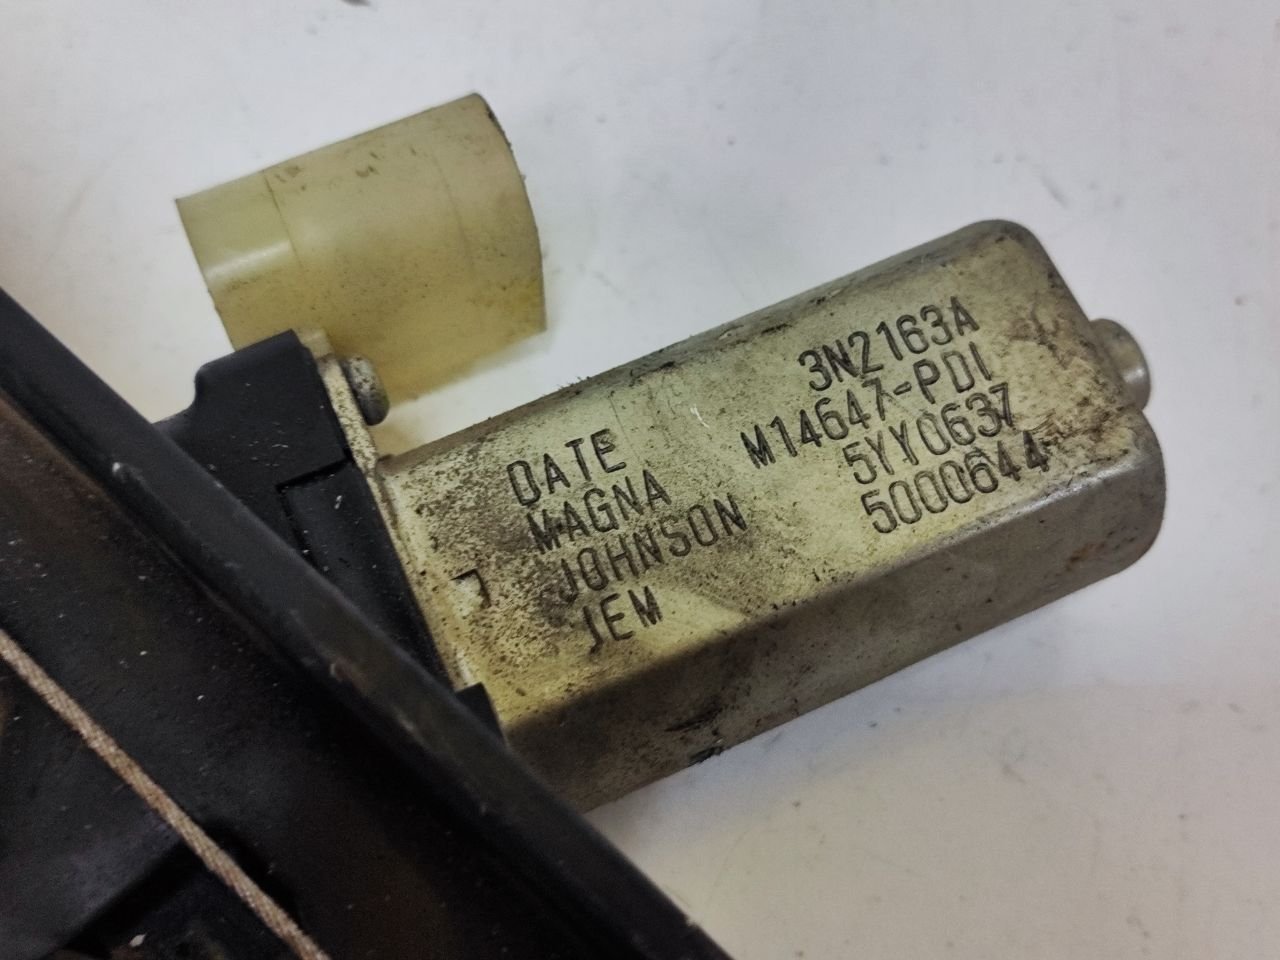 DATE 3N2163A
MAGNA M14647-PDI
JOHNSON 5YY0637
JEM 5000644